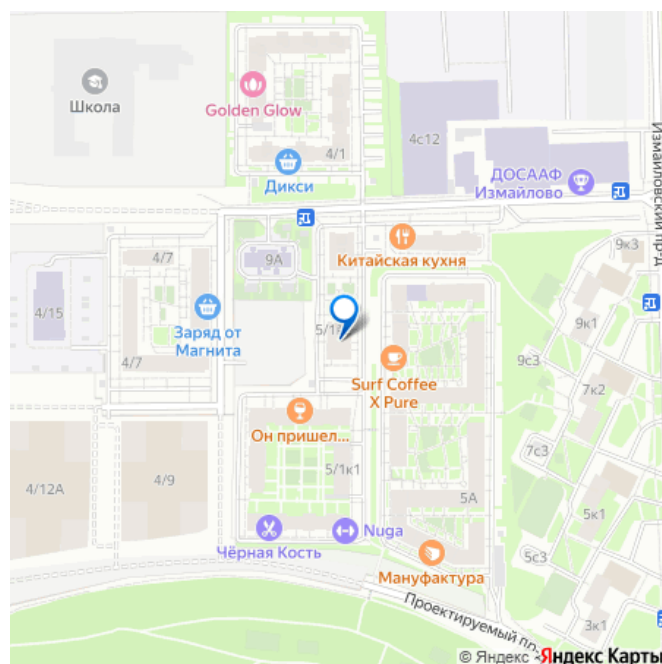 Школа
Golden Glow
4с12
4/1
ДОСААФ
Измайлово
Дикси
Измайловский пр-д
Китайская кухня
9к3
4/7
9А
4/15
Заряд от
Магнита
5/1
9к1
4/7
9с3
Surf Coffee
X Pure
7к2
Он пришел...
7с3
4/12А
4/9
5/1к1
5А
5к1
Nuga
Чёрная Кость
5с3
Мануфактура
Проектируемый пр-
3к1
© Яндекс Яндекс Карты